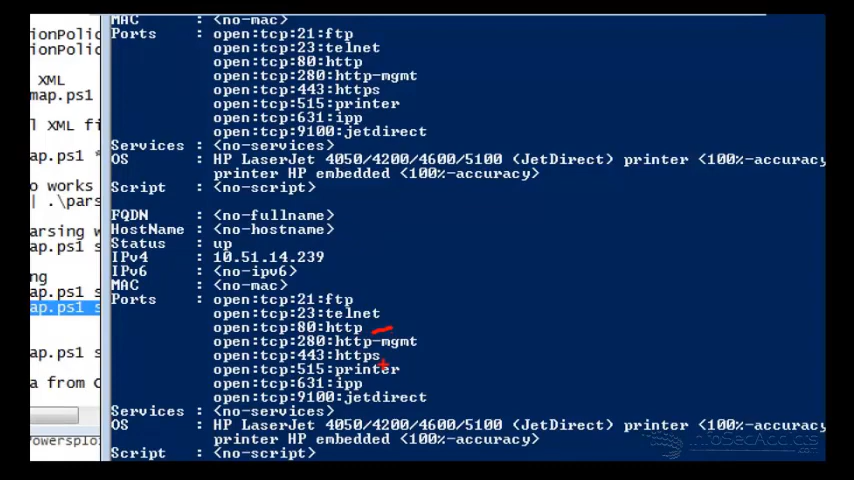 MAC : <no-mac>
ionPolic
Ports : open:tcp:21:ftp
ionPolic
open:tcp:23:telnet
open:tcp:80:http
XML
open:tcp:280:http-mgmt
map.ps1
open:tcp:443:https
open:tcp:515:printer
open:tcp:631:ipp
l XML fi
open:tcp:9100:jetdirect
Services : <no-services>
ap.ps1 *
OS : HP LaserJet 4050/4200/4600/5100 (JetDirect) printer <100%-accuracy
printer HP embedded <100%-accuracy>
o works
Script : <no-script>
| .\pars
FQDN : <no-fullname>
arsing w
HostName : <no-hostname>
ap.ps1 s
Status : up
IPv4 : 10.51.14.239
IPv6 : <no-ipv6>
ng
MAC : <no-mac>
ap.ps1 s
Ports : open:tcp:21:ftp
ap.ps1 s
open:tcp:23:telnet
open:tcp:80:http
open:tcp:280:http-mgmt
ap.ps1 s
open:tcp:443:https
open:tcp:515:printer
a from C
open:tcp:631:ipp
open:tcp:9100:jetdirect
Services : <no-services>
OS : HP LaserJet 4050/4200/4600/5100 (JetDirect) printer <100%-accuracy
printer HP embedded <100%-accuracy>
owersploi
InfoSecAddicts
Script : <no-script>